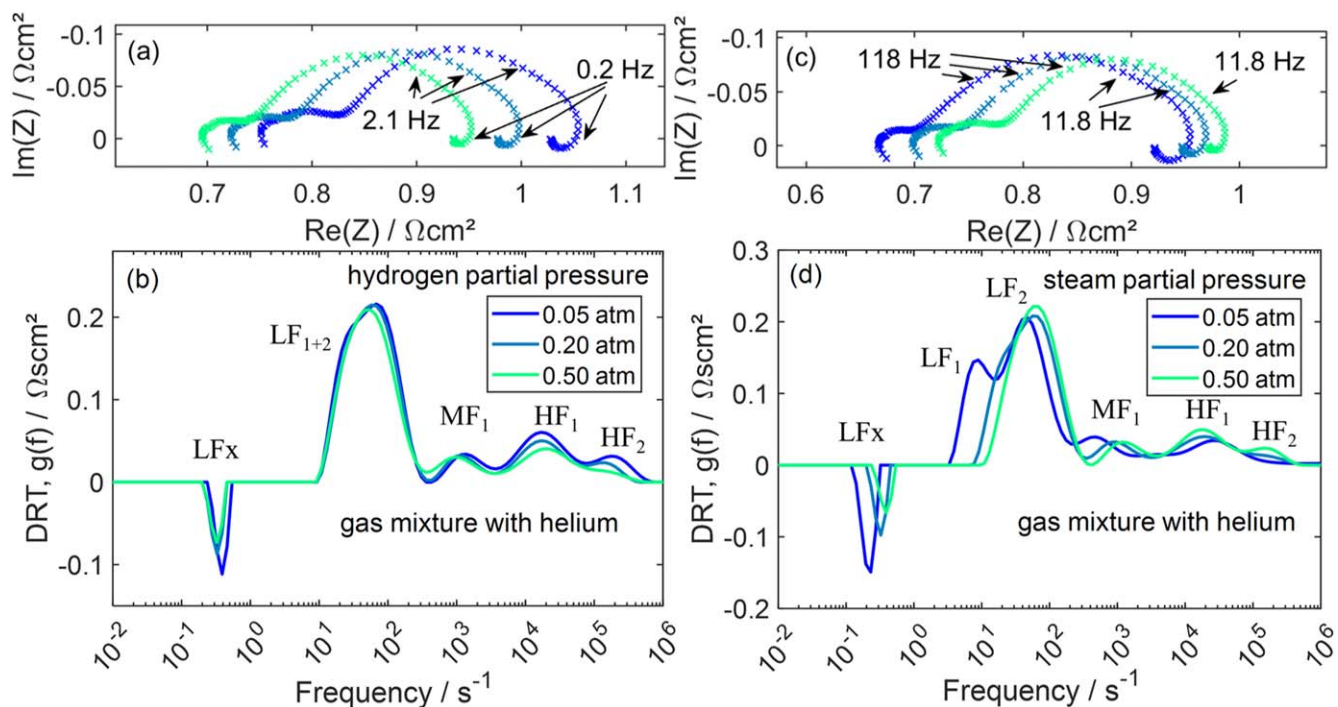 (a)
-0.1
-0.05
0
Im(Z) / Ωcm²
2.1 Hz
0.2 Hz
0.7
0.8
0.9
1
1.1
Re(Z) / Ωcm²
(c)
-0.1
-0.05
0
Im(Z) / Ωcm²
118 Hz
11.8 Hz
11.8 Hz
0.6
0.7
0.8
0.9
1
Re(Z) / Ωcm²
(b)
hydrogen partial pressure
0.05 atm
0.20 atm
0.50 atm
LF₁₊₂
MF₁
HF₁
HF₂
LFx
gas mixture with helium
0.2
0.1
0
-0.1
DRT, g(f) / Ωscm²
10⁻²
10⁻¹
10⁰
10¹
10²
10³
10⁴
10⁵
10⁶
Frequency / s⁻¹
(d)
steam partial pressure
0.05 atm
0.20 atm
0.50 atm
LF₂
LF₁
MF₁
HF₁
HF₂
LFx
gas mixture with helium
0.3
0.2
0.1
0
-0.1
-0.2
DRT, g(f) / Ωscm²
10⁻²
10⁻¹
10⁰
10¹
10²
10³
10⁴
10⁵
10⁶
Frequency / s⁻¹